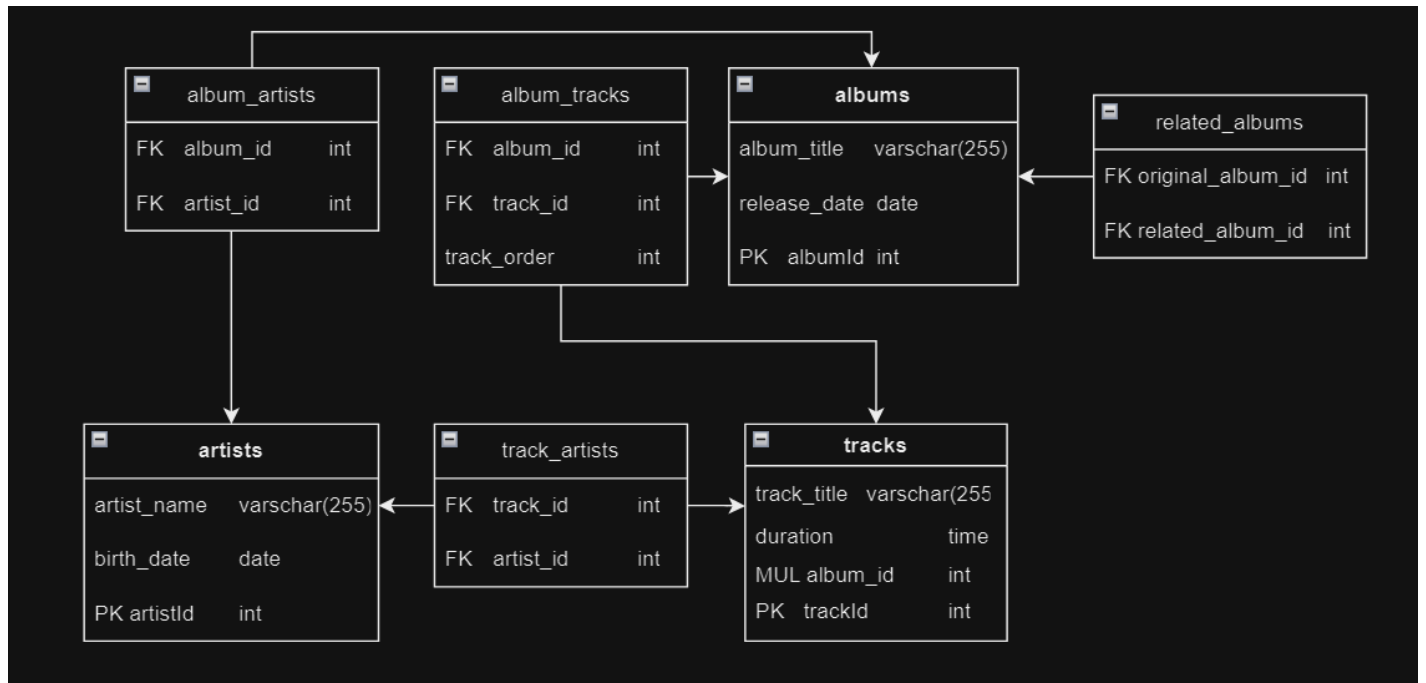 album_artists
FK album_id int
FK artist_id int
album_tracks
FK album_id int
FK track_id int
track_order int
albums
album_title varschar(255)
release_date date
PK albumId int
related_albums
FK original_album_id int
FK related_album_id int
artists
artist_name varschar(255)
birth_date date
PK artistId int
track_artists
FK track_id int
FK artist_id int
tracks
track_title varschar(255
duration time
MUL album_id int
PK trackId int